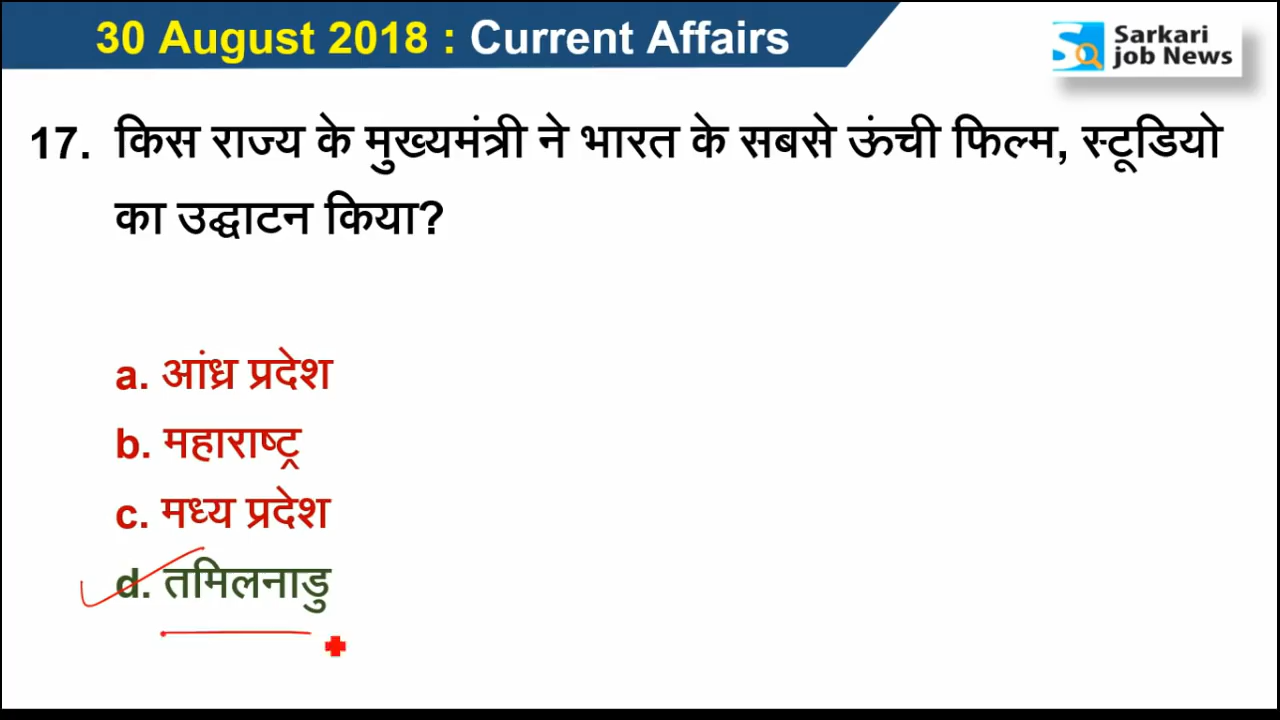 30 August 2018 : Current Affairs
Sarkari
job News
17. किस राज्य के मुख्यमंत्री ने भारत के सबसे ऊंची फिल्म, स्टूडियो
का उद्घाटन किया?
a. आंध्र प्रदेश
b. महाराष्ट्र
c. मध्य प्रदेश
d. तमिलनाडु